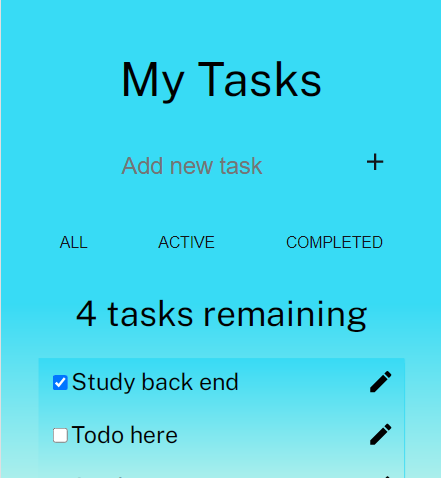 My Tasks
Add new task +
ALL ACTIVE COMPLETED
4 tasks remaining
Study back end
Todo here